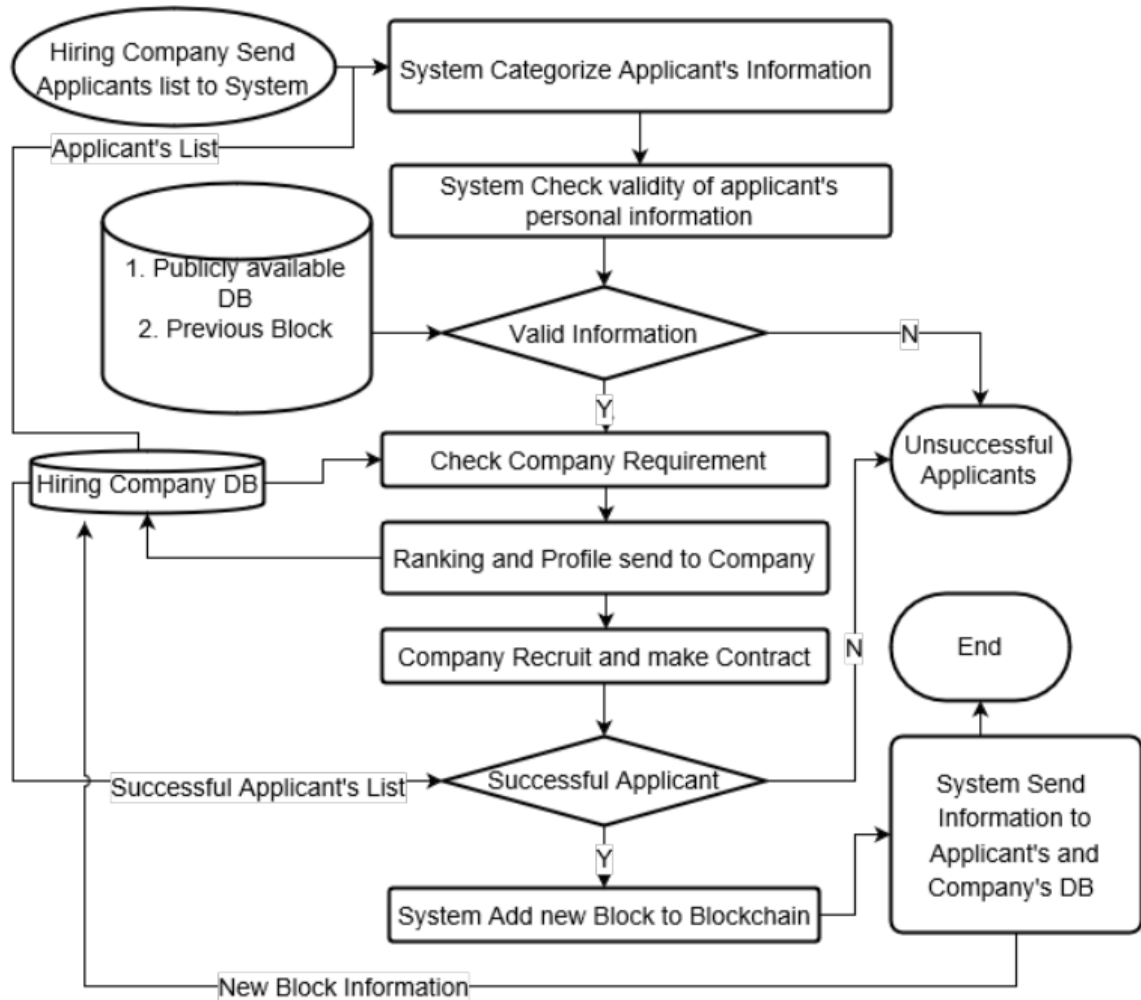 Hiring Company Send
Applicants list to System
System Categorize Applicant's Information
Applicant's List
System Check validity of applicant's
personal information
1. Publicly available
DB
2. Previous Block
Valid Information
N
Y
Check Company Requirement
Unsuccessful
Applicants
Hiring Company DB
Ranking and Profile send to Company
Company Recruit and make Contract
N
End
Successful Applicant's List
Successful Applicant
System Send
Information to
Applicant's and
Company's DB
Y
System Add new Block to Blockchain
New Block Information